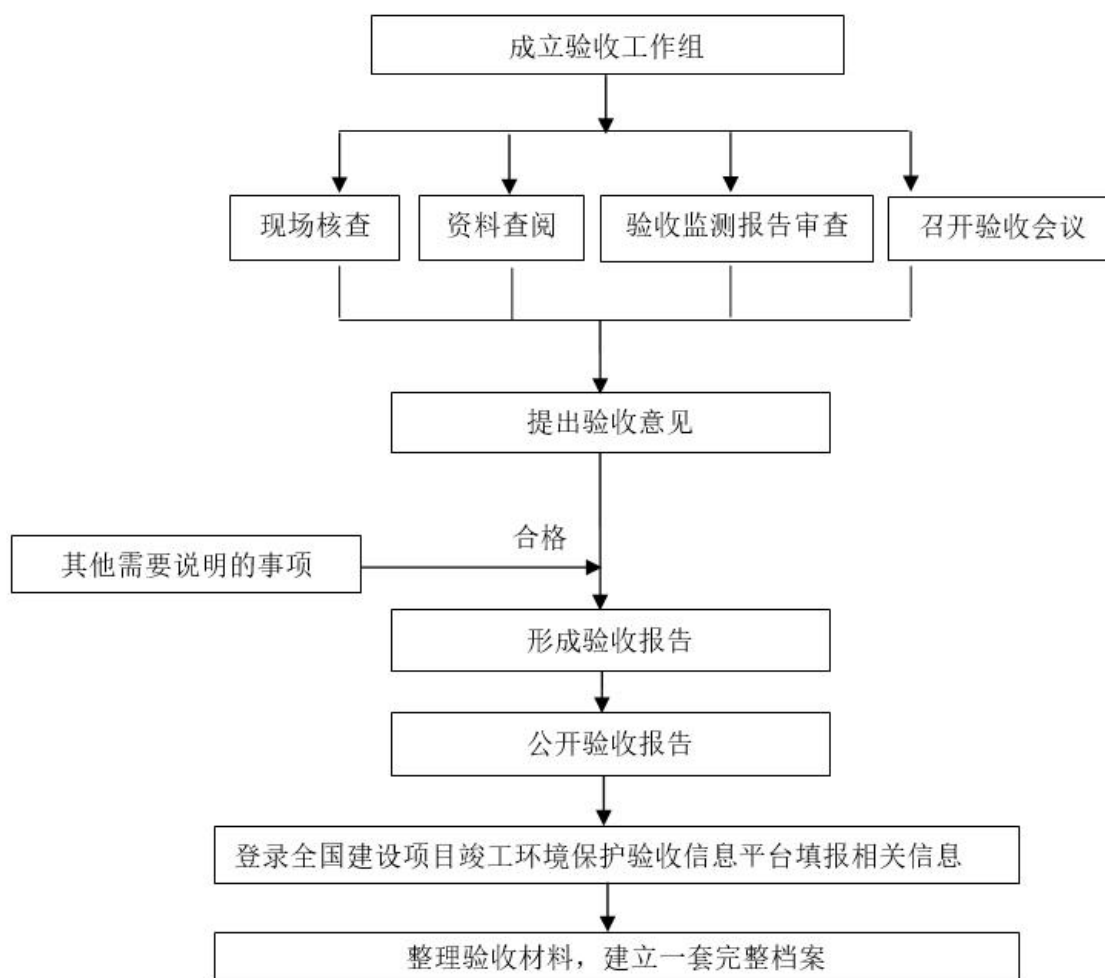 成立验收工作组
现场核查
资料查阅
验收监测报告审查
召开验收会议
提出验收意见
合格
其他需要说明的事项
形成验收报告
公开验收报告
登录全国建设项目竣工环境保护验收信息平台填报相关信息
整理验收材料，建立一套完整档案